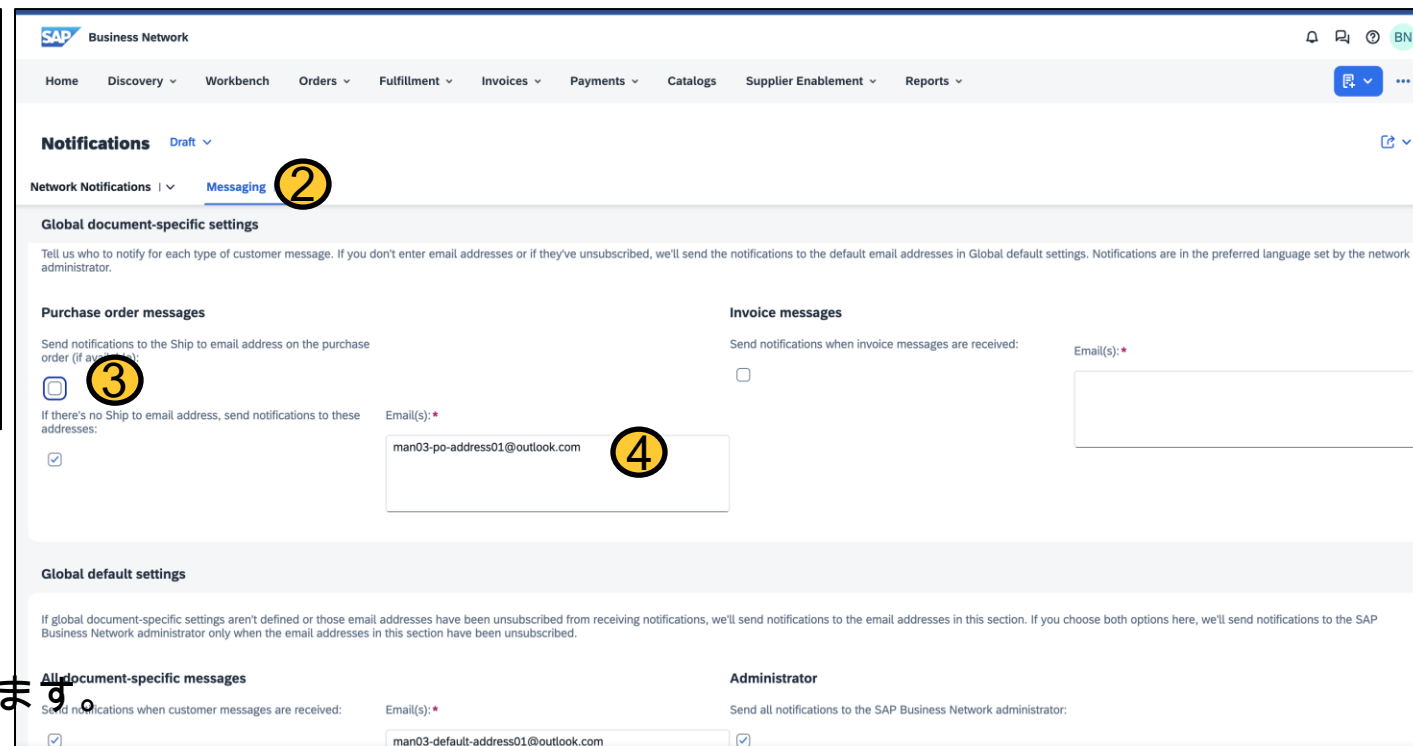 SAP Business Network
BN
Home Discovery Workbench Orders Fulfillment Invoices Payments Catalogs Supplier Enablement Reports
Notifications Draft
Network Notifications Messaging
②
Global document-specific settings
Tell us who to notify for each type of customer message. If you don't enter email addresses or if they've unsubscribed, we'll send the notifications to the default email addresses in Global default settings. Notifications are in the preferred language set by the network
administrator.
Purchase order messages
Send notifications to the Ship to email address on the purchase
order (if available):
③
If there's no Ship to email address, send notifications to these
addresses:
Email(s):*
man03-po-address01@outlook.com
④
Invoice messages
Send notifications when invoice messages are received:
Email(s):*
Global default settings
If global document-specific settings aren't defined or those email addresses have been unsubscribed from receiving notifications, we'll send notifications to the email addresses in this section. If you choose both options here, we'll send notifications to the SAP
Business Network administrator only when the email addresses in this section have been unsubscribed.
All document-specific messages
ます。
Send notifications when customer messages are received:
Email(s):*
man03-default-address01@outlook.com
Administrator
Send all notifications to the SAP Business Network administrator: